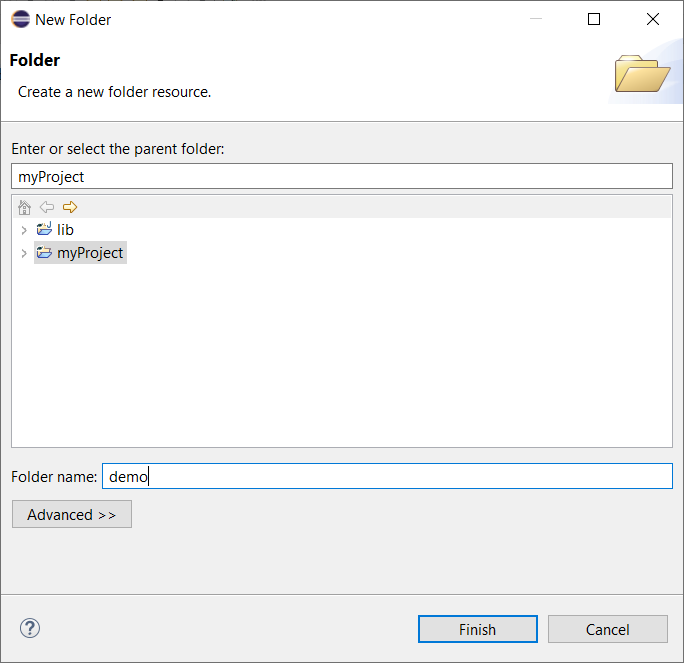 New Folder
Folder
Create a new folder resource.
Enter or select the parent folder:
myProject
lib
myProject
Folder name: demo
Advanced >>
?
Finish Cancel